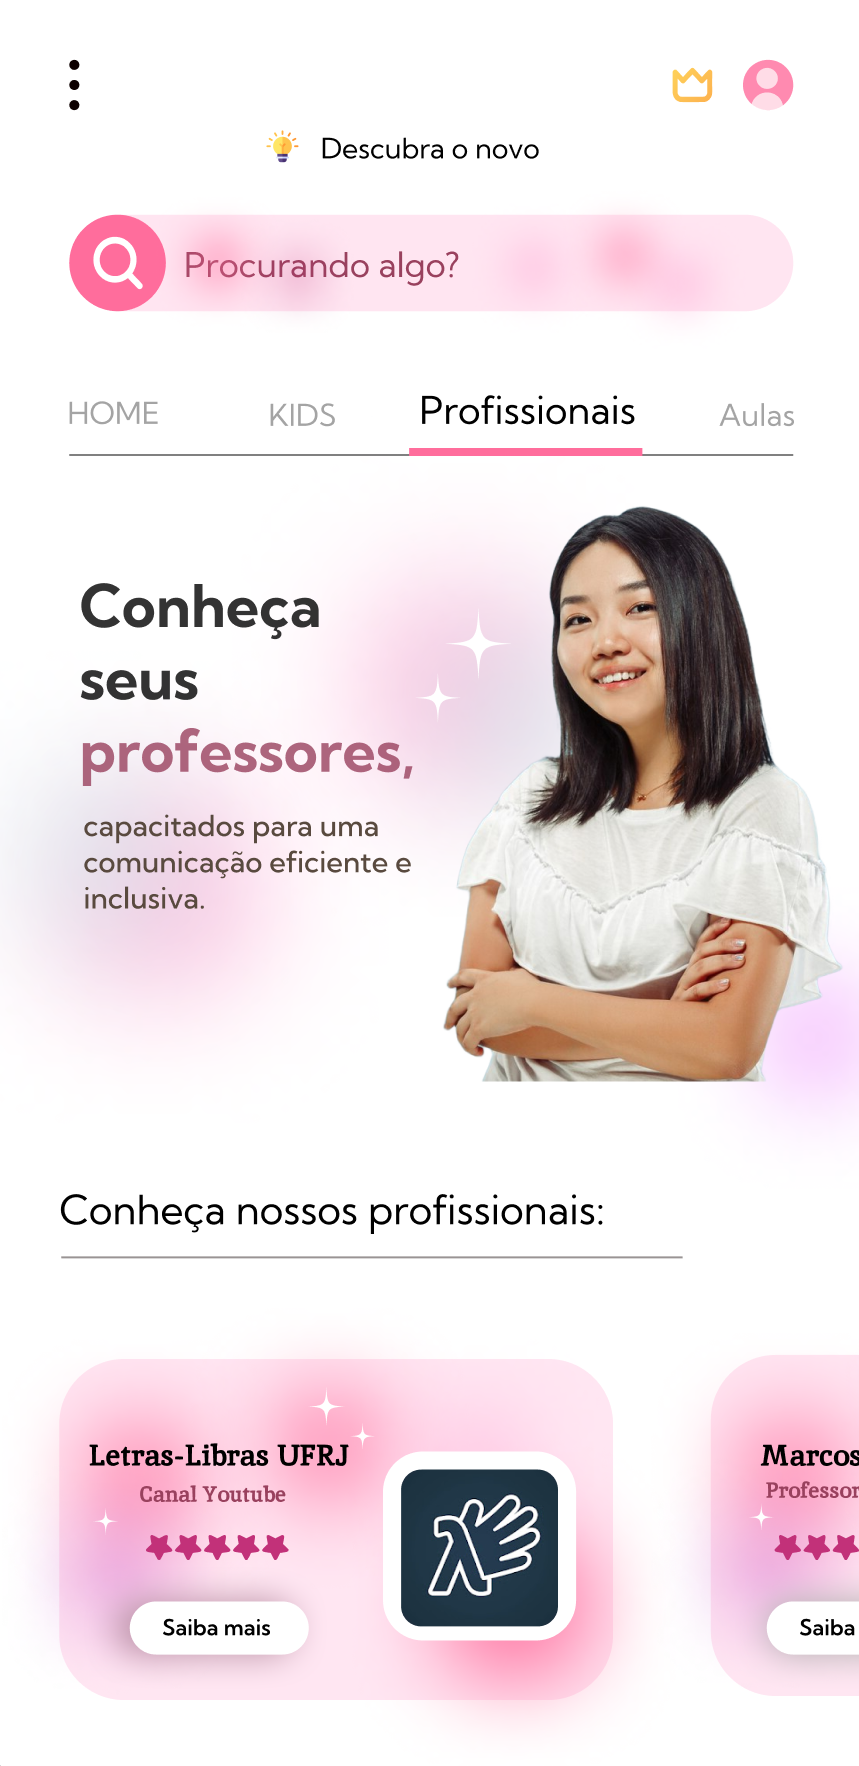 Descubra o novo
Procurando algo?
HOME KIDS Profissionais Aulas
Conheça
seus
professores,
capacitados para uma
comunicação eficiente e
inclusiva.
Conheça nossos profissionais:
Letras-Libras UFRJ
Canal Youtube
Saiba mais
Marcos
Professor
Saiba